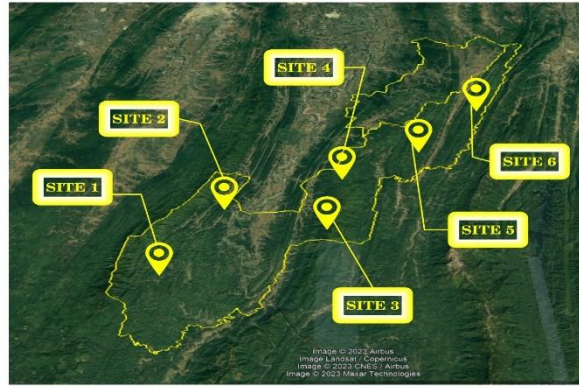 SITE 4
SITE 2
SITE 1
SITE 6
SITE 5
SITE 3
Image © 2023 Airbus
Image Landsat / Copernicus
Image © 2023 CNES / Airbus
Image © 2023 Maxar Technologies